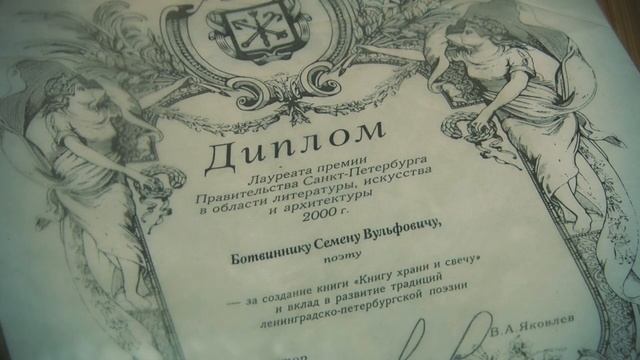 Диплом
Лауреата премии
Правительства Санкт-Петербурга
в области литературы, искусства
и архитектуры
2000 г.
Ботвиннику Семену Вульфовичу,
поэту
— за создание книги «Книгу храни и свечу»
и вклад в развитие традиций
ленинградско-петербургской поэзии
В.А.Яковлев